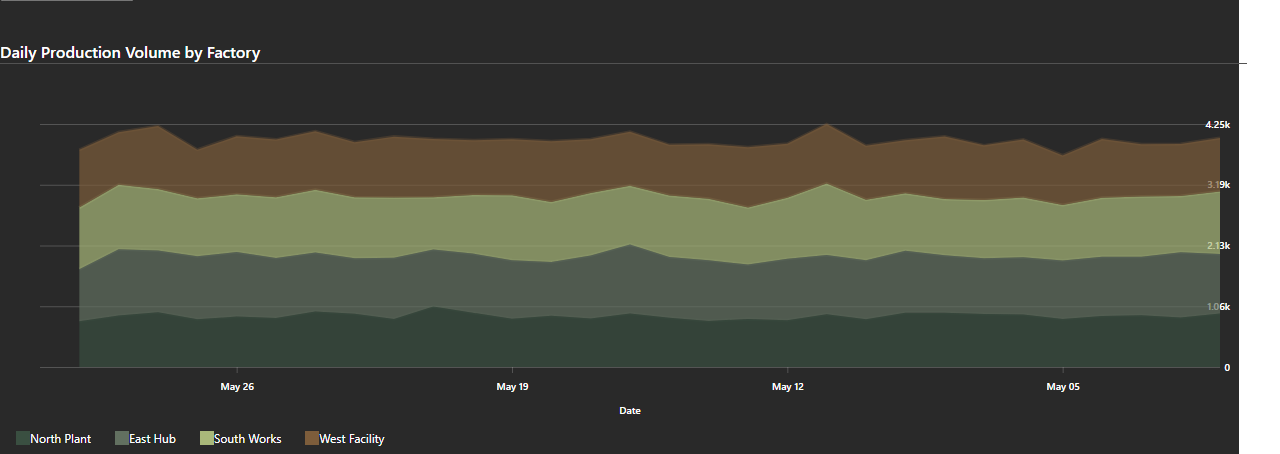 Daily Production Volume by Factory
4.25k
3.19k
2.13k
1.06k
0
May 26 May 19 May 12 May 05
Date
North Plant East Hub South Works West Facility